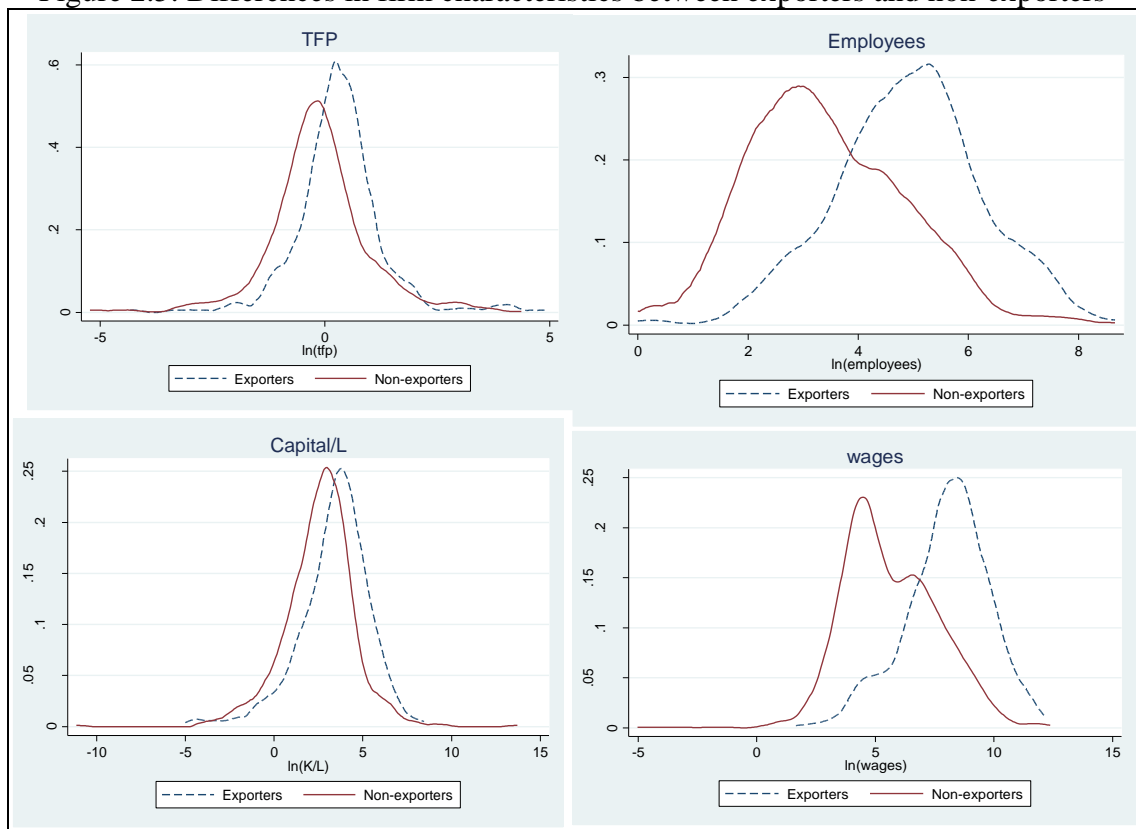 Figure 2.3: Differences in firm characteristics between exporters and non-exporters
TFP
.6
.4
.2
0
-5 0 5
ln(tfp)
Exporters Non-exporters
Employees
.3
.2
.1
0
0 2 4 6 8
ln(employees)
Exporters Non-exporters
Capital/L
.25
.2
.15
.1
.05
0
-10 -5 0 5 10 15
ln(K/L)
Exporters Non-exporters
wages
.25
.2
.15
.1
.05
0
-5 0 5 10 15
ln(wages)
Exporters Non-exporters